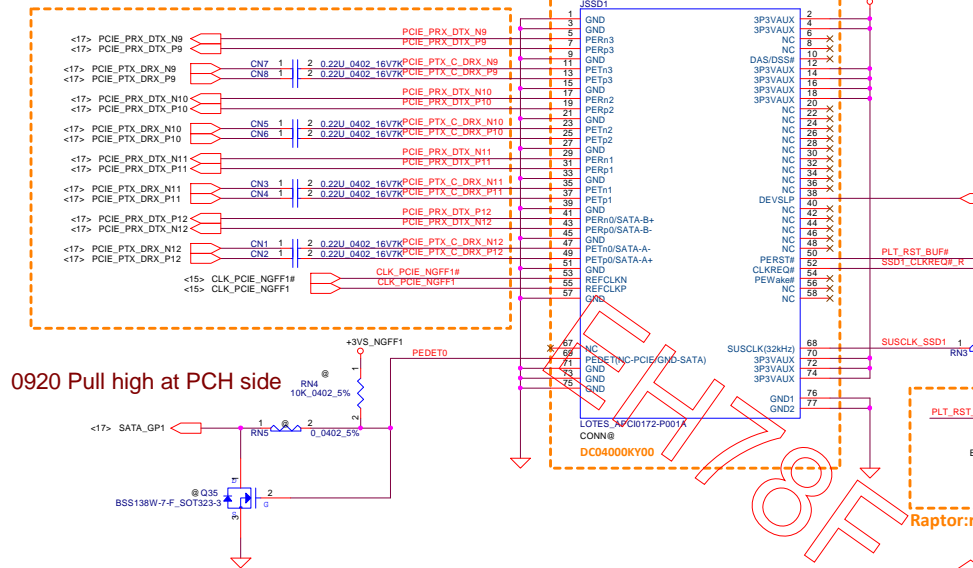 JSSD1
<17> PCIE_PRX_DTX_N9 PCIE_PRX_DTX_N9 5 PERn3
<17> PCIE_PRX_DTX_P9 PCIE_PRX_DTX_P9 7 PERp3
<17> PCIE_PTX_DRX_N9 CN7 1 2 0.22U_0402_16V7K PCIE_PTX_C_DRX_N9 11 PETn3
<17> PCIE_PTX_DRX_P9 CN8 1 2 0.22U_0402_16V7K PCIE_PTX_C_DRX_P9 13 PETp3
<17> PCIE_PRX_DTX_N10 PCIE_PRX_DTX_N10 17 PERn2
<17> PCIE_PRX_DTX_P10 PCIE_PRX_DTX_P10 19 PERp2
<17> PCIE_PTX_DRX_N10 CN5 1 2 0.22U_0402_16V7K PCIE_PTX_C_DRX_N10 23 PETn2
<17> PCIE_PTX_DRX_P10 CN6 1 2 0.22U_0402_16V7K PCIE_PTX_C_DRX_P10 25 PETp2
<17> PCIE_PRX_DTX_N11 PCIE_PRX_DTX_N11 29 PERn1
<17> PCIE_PRX_DTX_P11 PCIE_PRX_DTX_P11 31 PERp1
<17> PCIE_PTX_DRX_N11 CN3 1 2 0.22U_0402_16V7K PCIE_PTX_C_DRX_N11 35 PETn1
<17> PCIE_PTX_DRX_P11 CN4 1 2 0.22U_0402_16V7K PCIE_PTX_C_DRX_P11 37 PETp1
<17> PCIE_PRX_DTX_P12 PCIE_PRX_DTX_P12 41 PERn0/SATA-B+
<17> PCIE_PRX_DTX_N12 PCIE_PRX_DTX_N12 43 PERp0/SATA-B-
<17> PCIE_PTX_DRX_N12 CN1 1 2 0.22U_0402_16V7K PCIE_PTX_C_DRX_N12 47 PETn0/SATA-A-
<17> PCIE_PTX_DRX_P12 CN2 1 2 0.22U_0402_16V7K PCIE_PTX_C_DRX_P12 49 PETp0/SATA-A+
<15> CLK_PCIE_NGFF1# CLK_PCIE_NGFF1# 53 REFCLKN
<15> CLK_PCIE_NGFF1 CLK_PCIE_NGFF1 55 REFCLKP
1 GND
3 GND
9 GND
15 GND
21 GND
27 GND
33 GND
39 GND
45 GND
51 GND
57 GND
67 NC
PEDET0 69 PEDET(NC-PCIE/GND-SATA)
71 GND
73 GND
75 GND
3P3VAUX 2
3P3VAUX 4
NC 6
NC 8
DAS/DSS# 10
3P3VAUX 12
3P3VAUX 14
3P3VAUX 16
3P3VAUX 18
NC 20
NC 22
NC 24
NC 26
NC 28
NC 30
NC 32
NC 34
NC 36
DEVSLP 38
NC 40
NC 42
NC 44
NC 46
NC 48
PERST# 50 PLT_RST_BUF#
CLKREQ# 52 SSD1_CLKREQ#_R
PEWake# 54
NC 56
NC 58
SUSCLK(32kHz) 68 SUSCLK_SSD1 1 RN3
3P3VAUX 70
3P3VAUX 72
3P3VAUX 74
GND1 76
GND2 77
LOTES_APCI0172-P001A
CONN@
DC04000KY00
PLT_RST_
Raptor:
+3VS_NGFF1
0920 Pull high at PCH side
@
RN4
10K_0402_5%
1
2
<17> SATA_GP1 1 @ 2
RN5 0_0402_5%
@ Q35
BSS138W-7-F_SOT323-3
1 D
2
G
3 S
EH78F